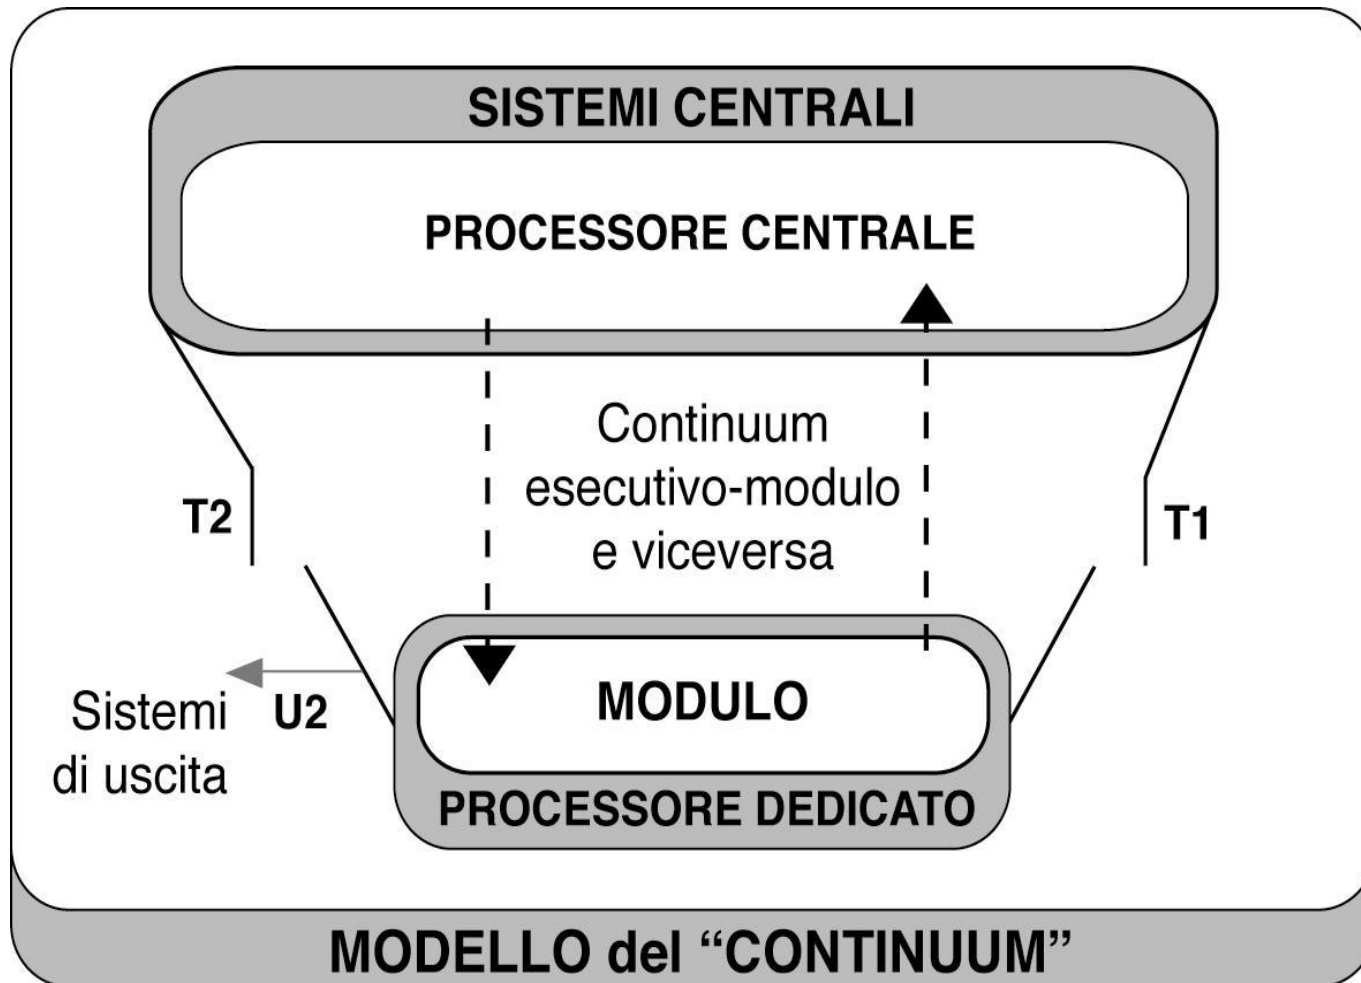 SISTEMI CENTRALI
PROCESSORE CENTRALE
Continuum
esecutivo-modulo
e viceversa
T2
T1
MODULO
Sistemi
di uscita
U2
PROCESSORE DEDICATO
MODELLO del “CONTINUUM”